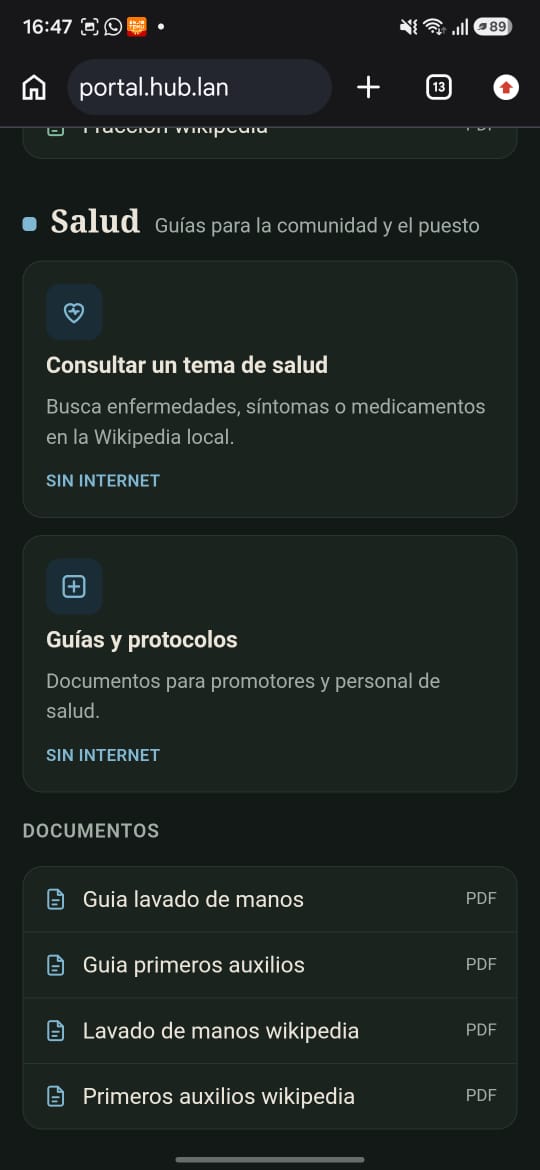 16:47
89
portal.hub.lan
13
Fraccion wikipedia PDF
Salud Guías para la comunidad y el puesto
Consultar un tema de salud
Busca enfermedades, síntomas o medicamentos
en la Wikipedia local.
SIN INTERNET
Guías y protocolos
Documentos para promotores y personal de
salud.
SIN INTERNET
DOCUMENTOS
Guia lavado de manos PDF
Guia primeros auxilios PDF
Lavado de manos wikipedia PDF
Primeros auxilios wikipedia PDF